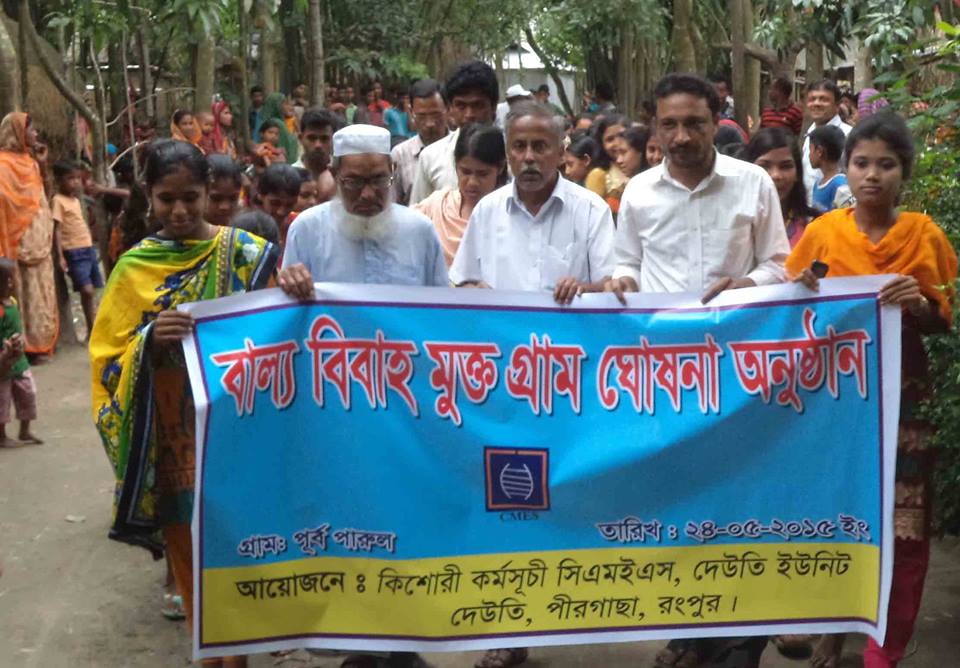 বাল্য বিবাহ মুক্ত গ্রাম ঘোষনা অনুষ্ঠান
CMES
গ্রাম: পূর্ব পারুল
তারিখ : ২৪-০৫-২০১৫ ইং
আয়োজনে : কিশোরী কর্মসূচী সিএমইএস, দেউতি ইউনিট
দেউতি, পীরগাছা, রংপুর ।